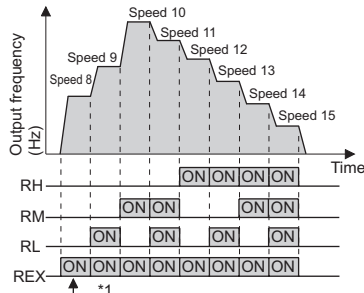 Output frequency
(Hz)
Speed 10
Speed 11
Speed 9
Speed 12
Speed 8
Speed 13
Speed 14
Speed 15
Time
RH
ON ON ON ON
RM
ON ON ON ON
RL
ON ON ON ON
REX
ON ON ON ON ON ON ON ON
*1